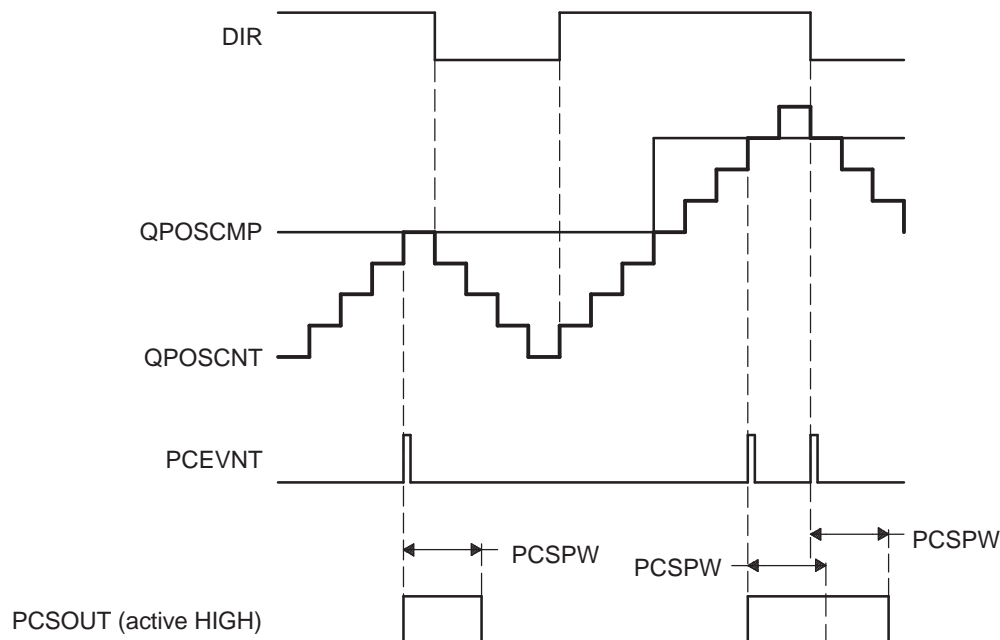 DIR
QPOSCMP
QPOSCNT
PCEVNT
PCSPW
PCSPW
PCSPW
PCSOUT (active HIGH)